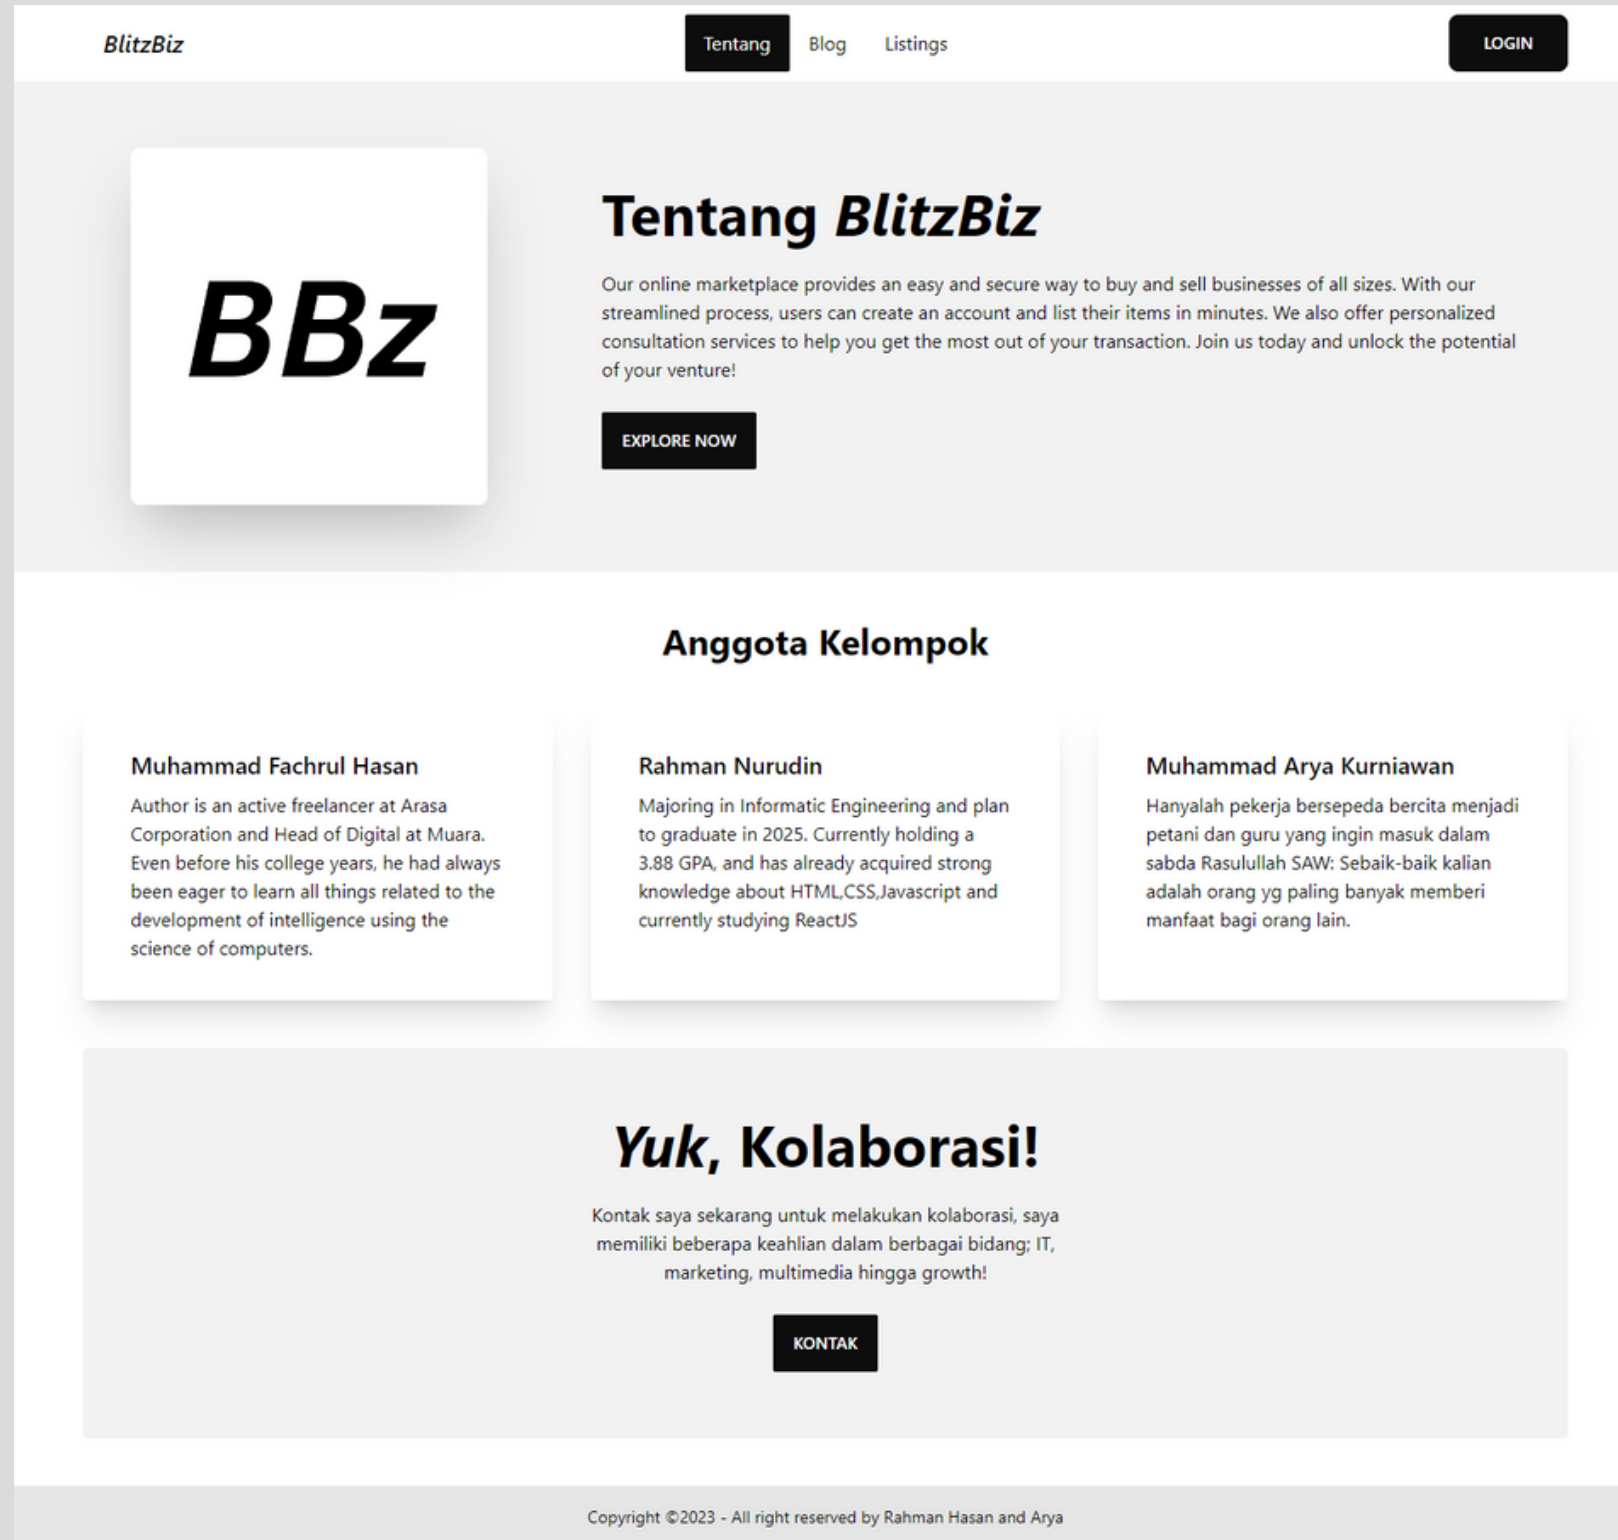 BlitzBiz
Tentang
Blog
Listings
LOGIN
BBz
Tentang BlitzBiz
Our online marketplace provides an easy and secure way to buy and sell businesses of all sizes. With our
streamlined process, users can create an account and list their items in minutes. We also offer personalized
consultation services to help you get the most out of your transaction. Join us today and unlock the potential
of your venture!
EXPLORE NOW
Anggota Kelompok
Muhammad Fachrul Hasan
Author is an active freelancer at Arasa
Corporation and Head of Digital at Muara.
Even before his college years, he had always
been eager to learn all things related to the
development of intelligence using the
science of computers.
Rahman Nurudin
Majoring in Informatic Engineering and plan
to graduate in 2025. Currently holding a
3.88 GPA, and has already acquired strong
knowledge about HTML,CSS,Javascript and
currently studying ReactJS
Muhammad Arya Kurniawan
Hanyalah pekerja bersepeda bercita menjadi
petani dan guru yang ingin masuk dalam
sabda Rasulullah SAW: Sebaik-baik kalian
adalah orang yg paling banyak memberi
manfaat bagi orang lain.
Yuk, Kolaborasi!
Kontak saya sekarang untuk melakukan kolaborasi, saya
memiliki beberapa keahlian dalam berbagai bidang; IT,
marketing, multimedia hingga growth!
KONTAK
Copyright ©2023 - All right reserved by Rahman Hasan and Arya